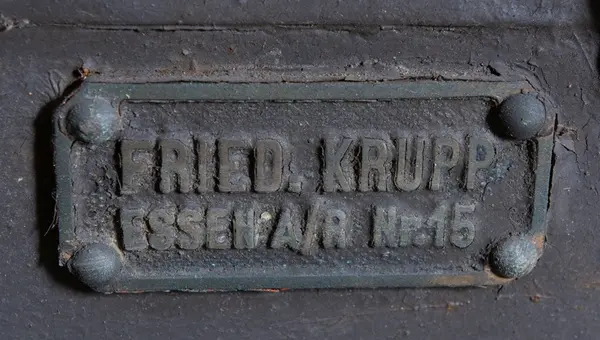 FRIED. KRUPP
ESSEN A/R Nr. 15